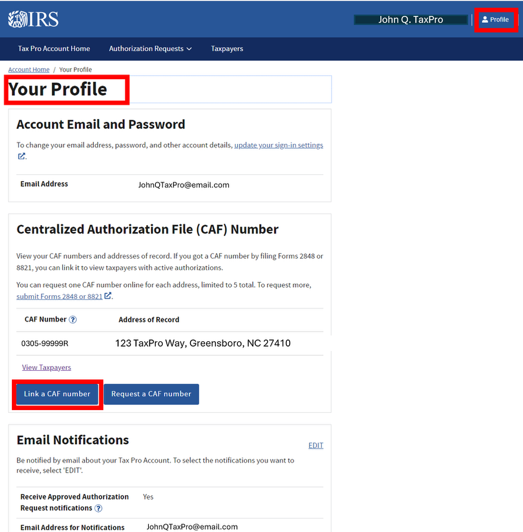 IRS
John Q. TaxPro
Profile
Tax Pro Account Home Authorization Requests Taxpayers
Account Home / Your Profile
Your Profile
Account Email and Password
To change your email address, password, and other account details, update your sign-in settings
.
Email Address JohnQTaxPro@email.com
Centralized Authorization File (CAF) Number
View your CAF numbers and addresses of record. If you got a CAF number by filing Forms 2848 or
8821, you can link it to view taxpayers with active authorizations.
You can request one CAF number online for each address, limited to 5 total. To request more,
submit Forms 2848 or 8821.
CAF Number ? Address of Record
0305-99999R 123 TaxPro Way, Greensboro, NC 27410
View Taxpayers
Link a CAF number Request a CAF number
Email Notifications EDIT
Be notified by email about your Tax Pro Account. To select the notifications you want to
receive, select 'EDIT'.
Receive Approved Authorization Yes
Request notifications ?
Email Address for Notifications JohnQTaxPro@email.com